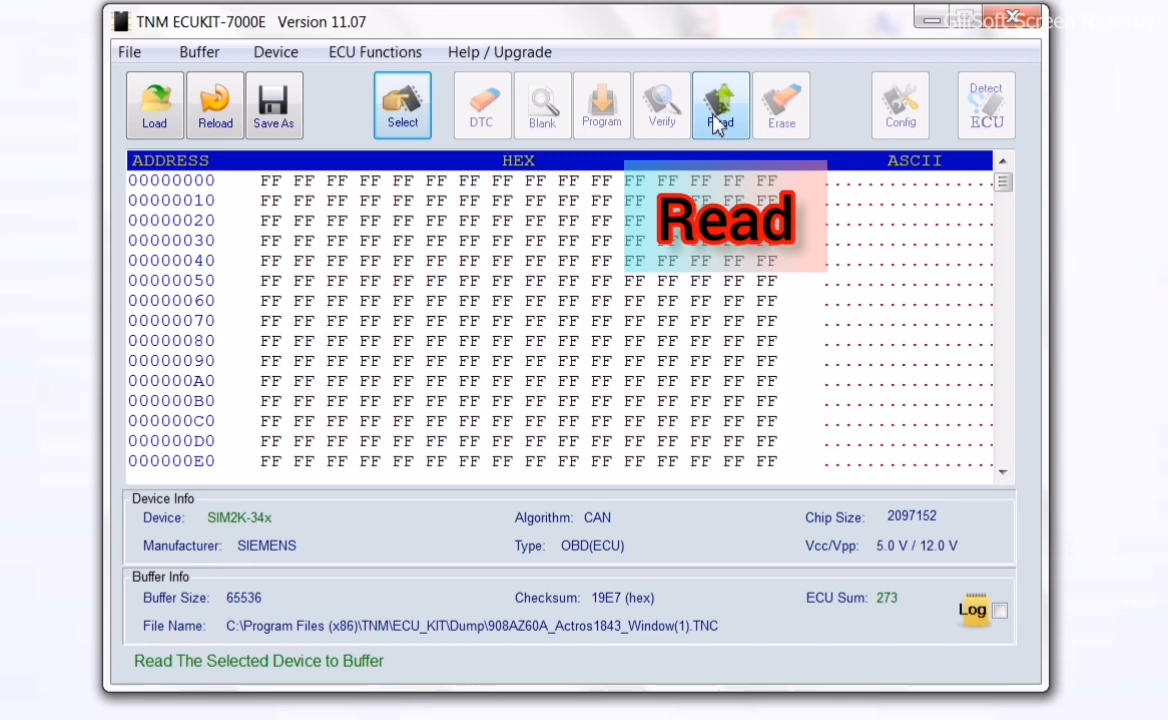 TNM ECUKIT-7000E Version 11.07
File Buffer Device ECU Functions Help / Upgrade
Load Reload Save As Select DTC Blank Program Verify Read Erase Config Detect ECU
ADDRESS HEX ASCII
00000000 FF FF FF FF FF FF FF FF FF FF FF FF FF FF FF FF ................
00000010 FF FF FF FF FF FF FF FF FF FF FF FF FF FF FF ................
00000020 FF FF FF FF FF FF FF FF FF FF FF FF ................
Read
00000030 FF FF FF FF FF FF FF FF FF FF FF FF ................
00000040 FF FF FF FF FF FF FF FF FF FF FF FF FF FF FF FF ................
00000050 FF FF FF FF FF FF FF FF FF FF FF FF FF FF FF FF ................
00000060 FF FF FF FF FF FF FF FF FF FF FF FF FF FF FF FF ................
00000070 FF FF FF FF FF FF FF FF FF FF FF FF FF FF FF FF ................
00000080 FF FF FF FF FF FF FF FF FF FF FF FF FF FF FF FF ................
00000090 FF FF FF FF FF FF FF FF FF FF FF FF FF FF FF FF ................
000000A0 FF FF FF FF FF FF FF FF FF FF FF FF FF FF FF FF ................
000000B0 FF FF FF FF FF FF FF FF FF FF FF FF FF FF FF FF ................
000000C0 FF FF FF FF FF FF FF FF FF FF FF FF FF FF FF FF ................
000000D0 FF FF FF FF FF FF FF FF FF FF FF FF FF FF FF FF ................
000000E0 FF FF FF FF FF FF FF FF FF FF FF FF FF FF FF FF ................
Device Info
Device: SIM2K-34x Algorithm: CAN Chip Size: 2097152
Manufacturer: SIEMENS Type: OBD(ECU) Vcc/Vpp: 5.0 V / 12.0 V
Buffer Info
Buffer Size: 65536 Checksum: 19E7 (hex) ECU Sum: 273
Log
File Name: C:\Program Files (x86)\TNM\ECU_KIT\Dump\908AZ60A_Actros1843_Window(1).TNC
Read The Selected Device to Buffer